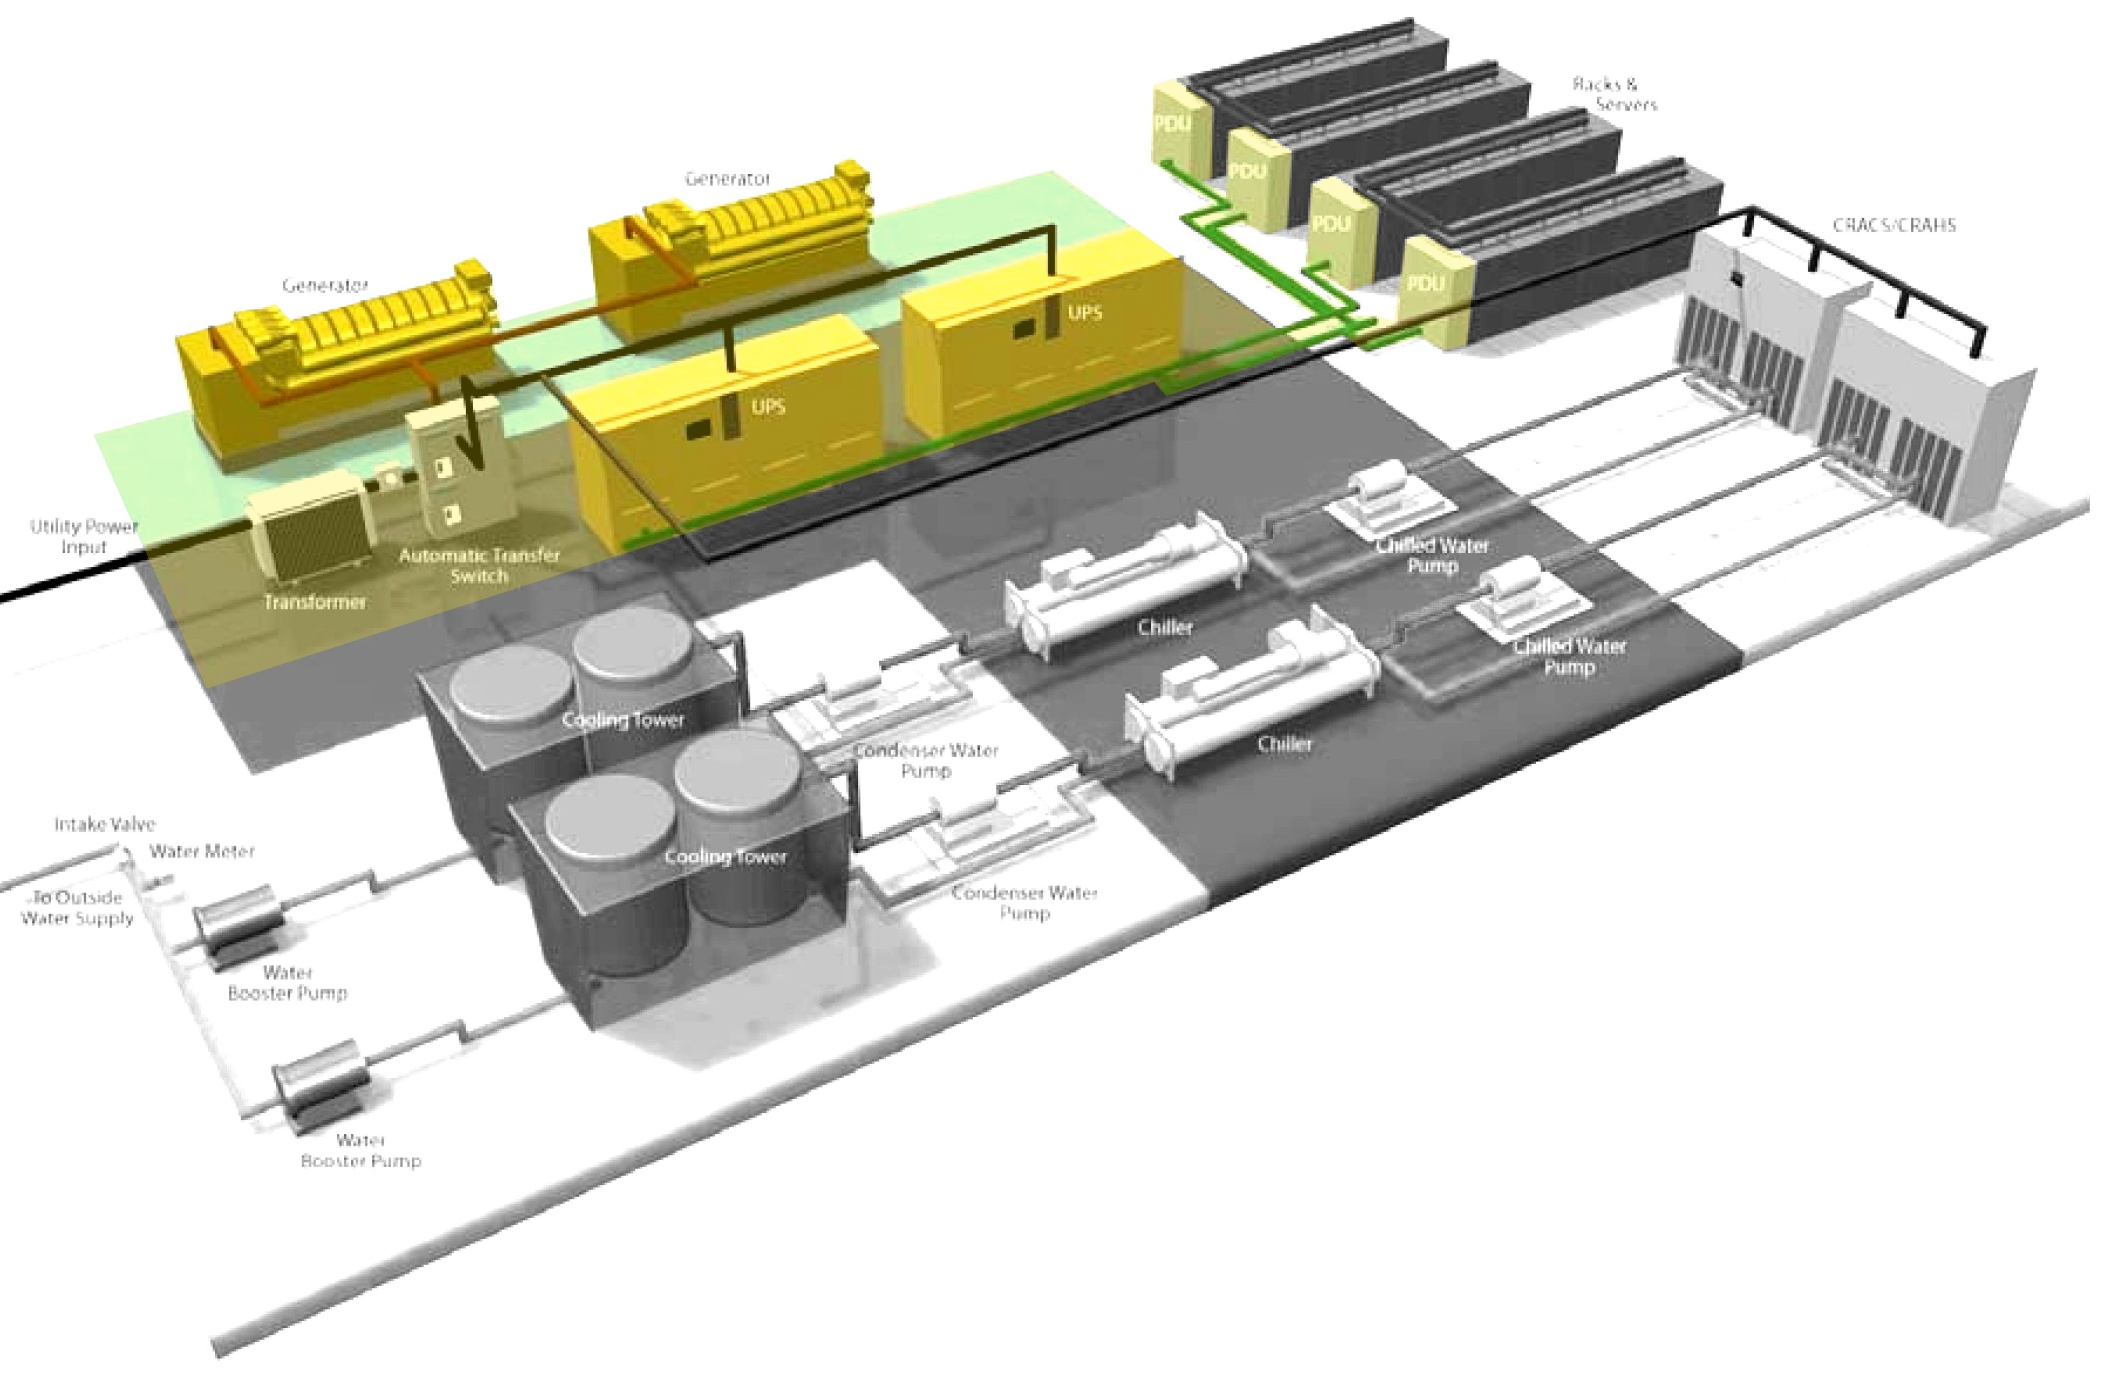 Racks &
Servers
PDU
PDU
PDU
PDU
CRACS/CRAHS
Generator
Generator
UPS
UPS
Utility Power
Input
Automatic Transfer
Switch
Transformer
Chilled Water
Pump
Chilled Water
Pump
Chiller
Chiller
Cooling Tower
Cooling Tower
Condenser Water
Pump
Condenser Water
Pump
Intake Valve
Water Meter
To Outside
Water Supply
Water
Booster Pump
Water
Booster Pump